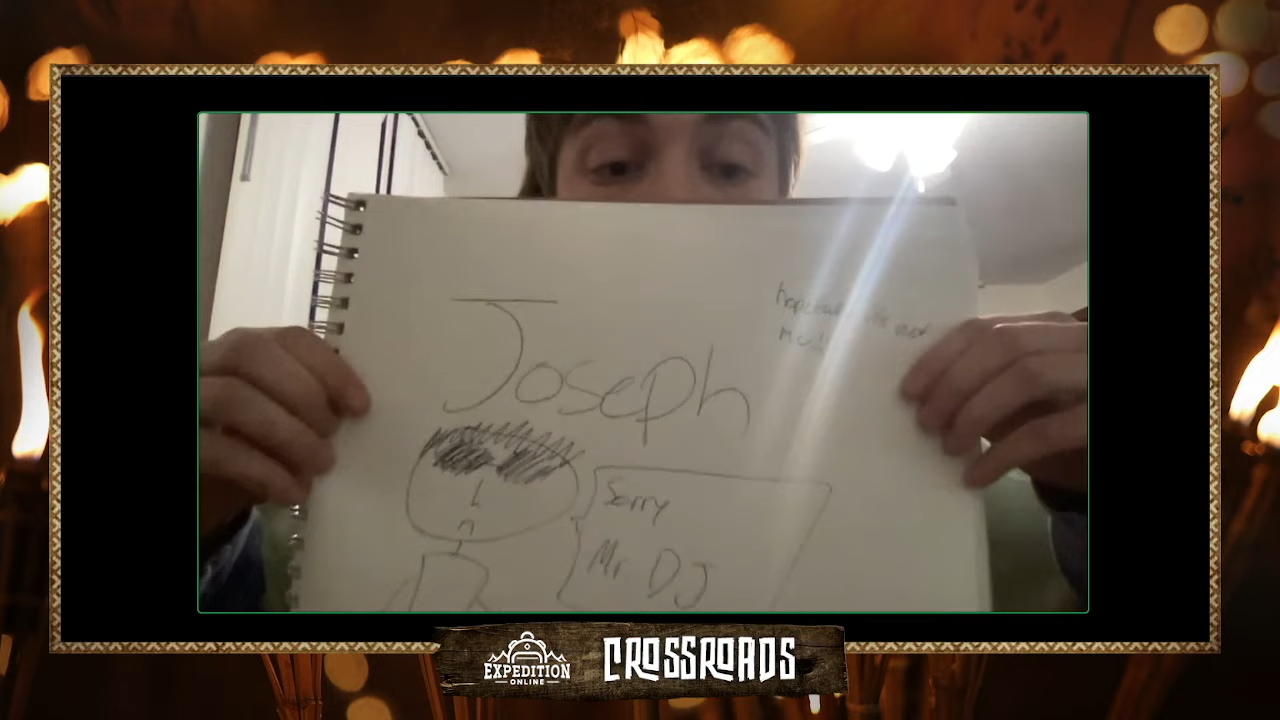 Joseph
Sorry
Mr DJ
EXPEDITION
ONLINE
CROSSROADS